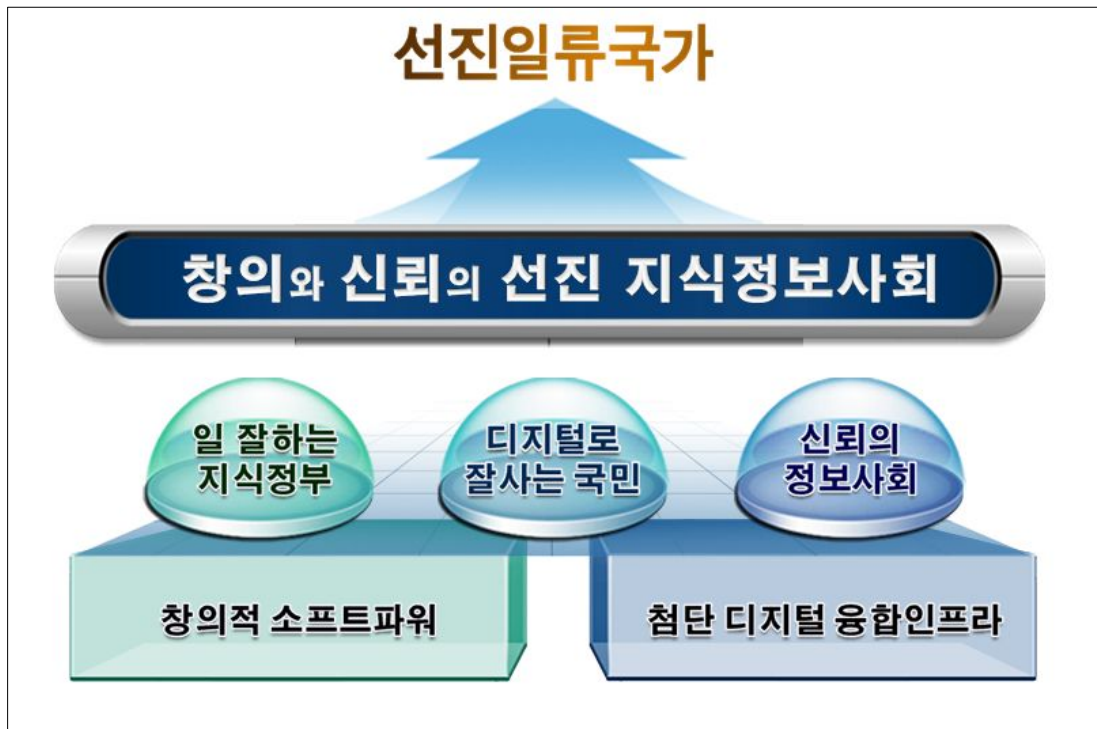 선진일류국가
창의와 신뢰의 선진 지식정보사회
일 잘하는
지식정부
디지털로
잘사는 국민
신뢰의
정보사회
창의적 소프트파워
첨단 디지털 융합인프라